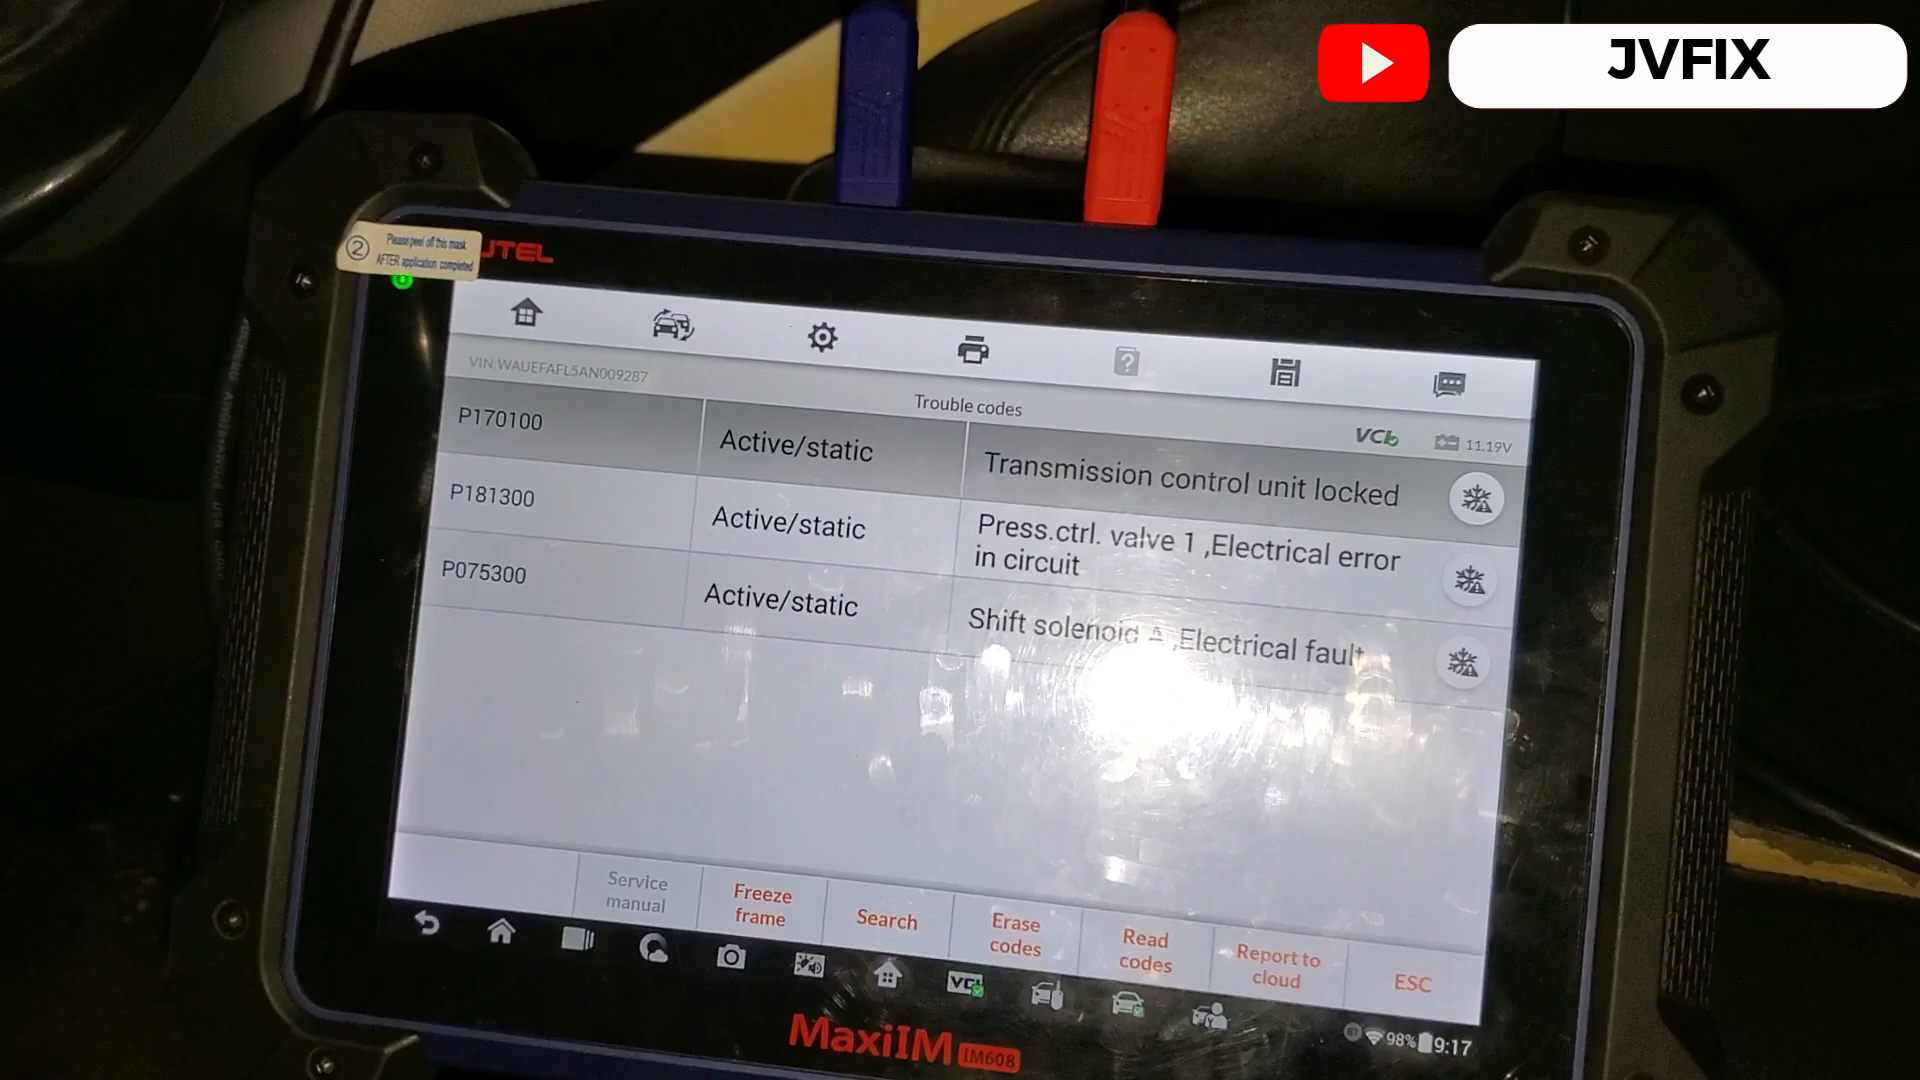 JVFIX
2
Please peel off this mask
AFTER application completed
UTEL
VIN:WAUEFAFL5AN009287
Trouble codes
VCI
11.19V
P170100
Active/static
Transmission control unit locked
P181300
Active/static
Press.ctrl. valve 1 ,Electrical error
in circuit
P075300
Active/static
Shift solenoid A ,Electrical fault
Service
manual
Freeze
frame
Search
Erase
codes
Read
codes
Report to
cloud
ESC
VCI
98%
9:17
MaxiIM IM608